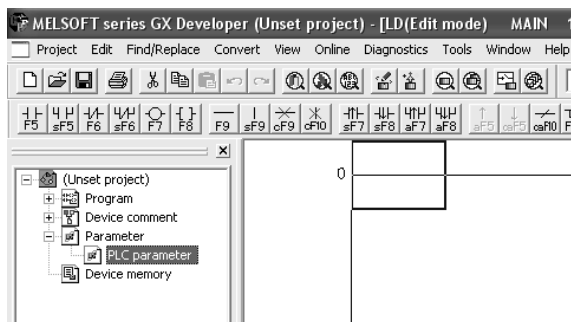 MELSOFT series GX Developer (Unset project) - [LD(Edit mode) MAIN
Project Edit Find/Replace Convert View Online Diagnostics Tools Window Help
F5 sF5 F6 sF6 F7 F8 F9 sF9 cF9 cF10 sF7 sF8 aF7 aF8 aF5 caF5 caF10
(Unset project)
0
Program
Device comment
Parameter
PLC parameter
Device memory